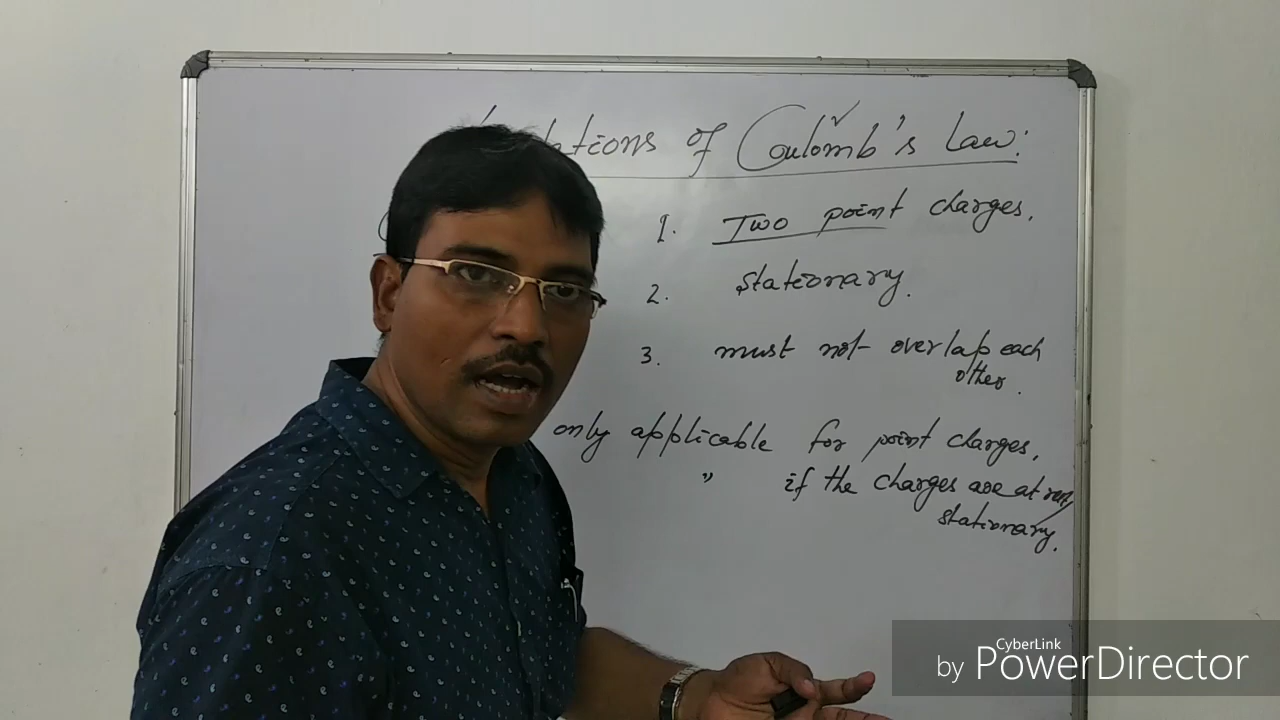 of Coulomb's Law:
1. Two point charges.
2. Stationary.
3. must not overlap each
other.
only applicable for point charges.
" if the charges are at rest/
stationary.
CyberLink
by PowerDirector